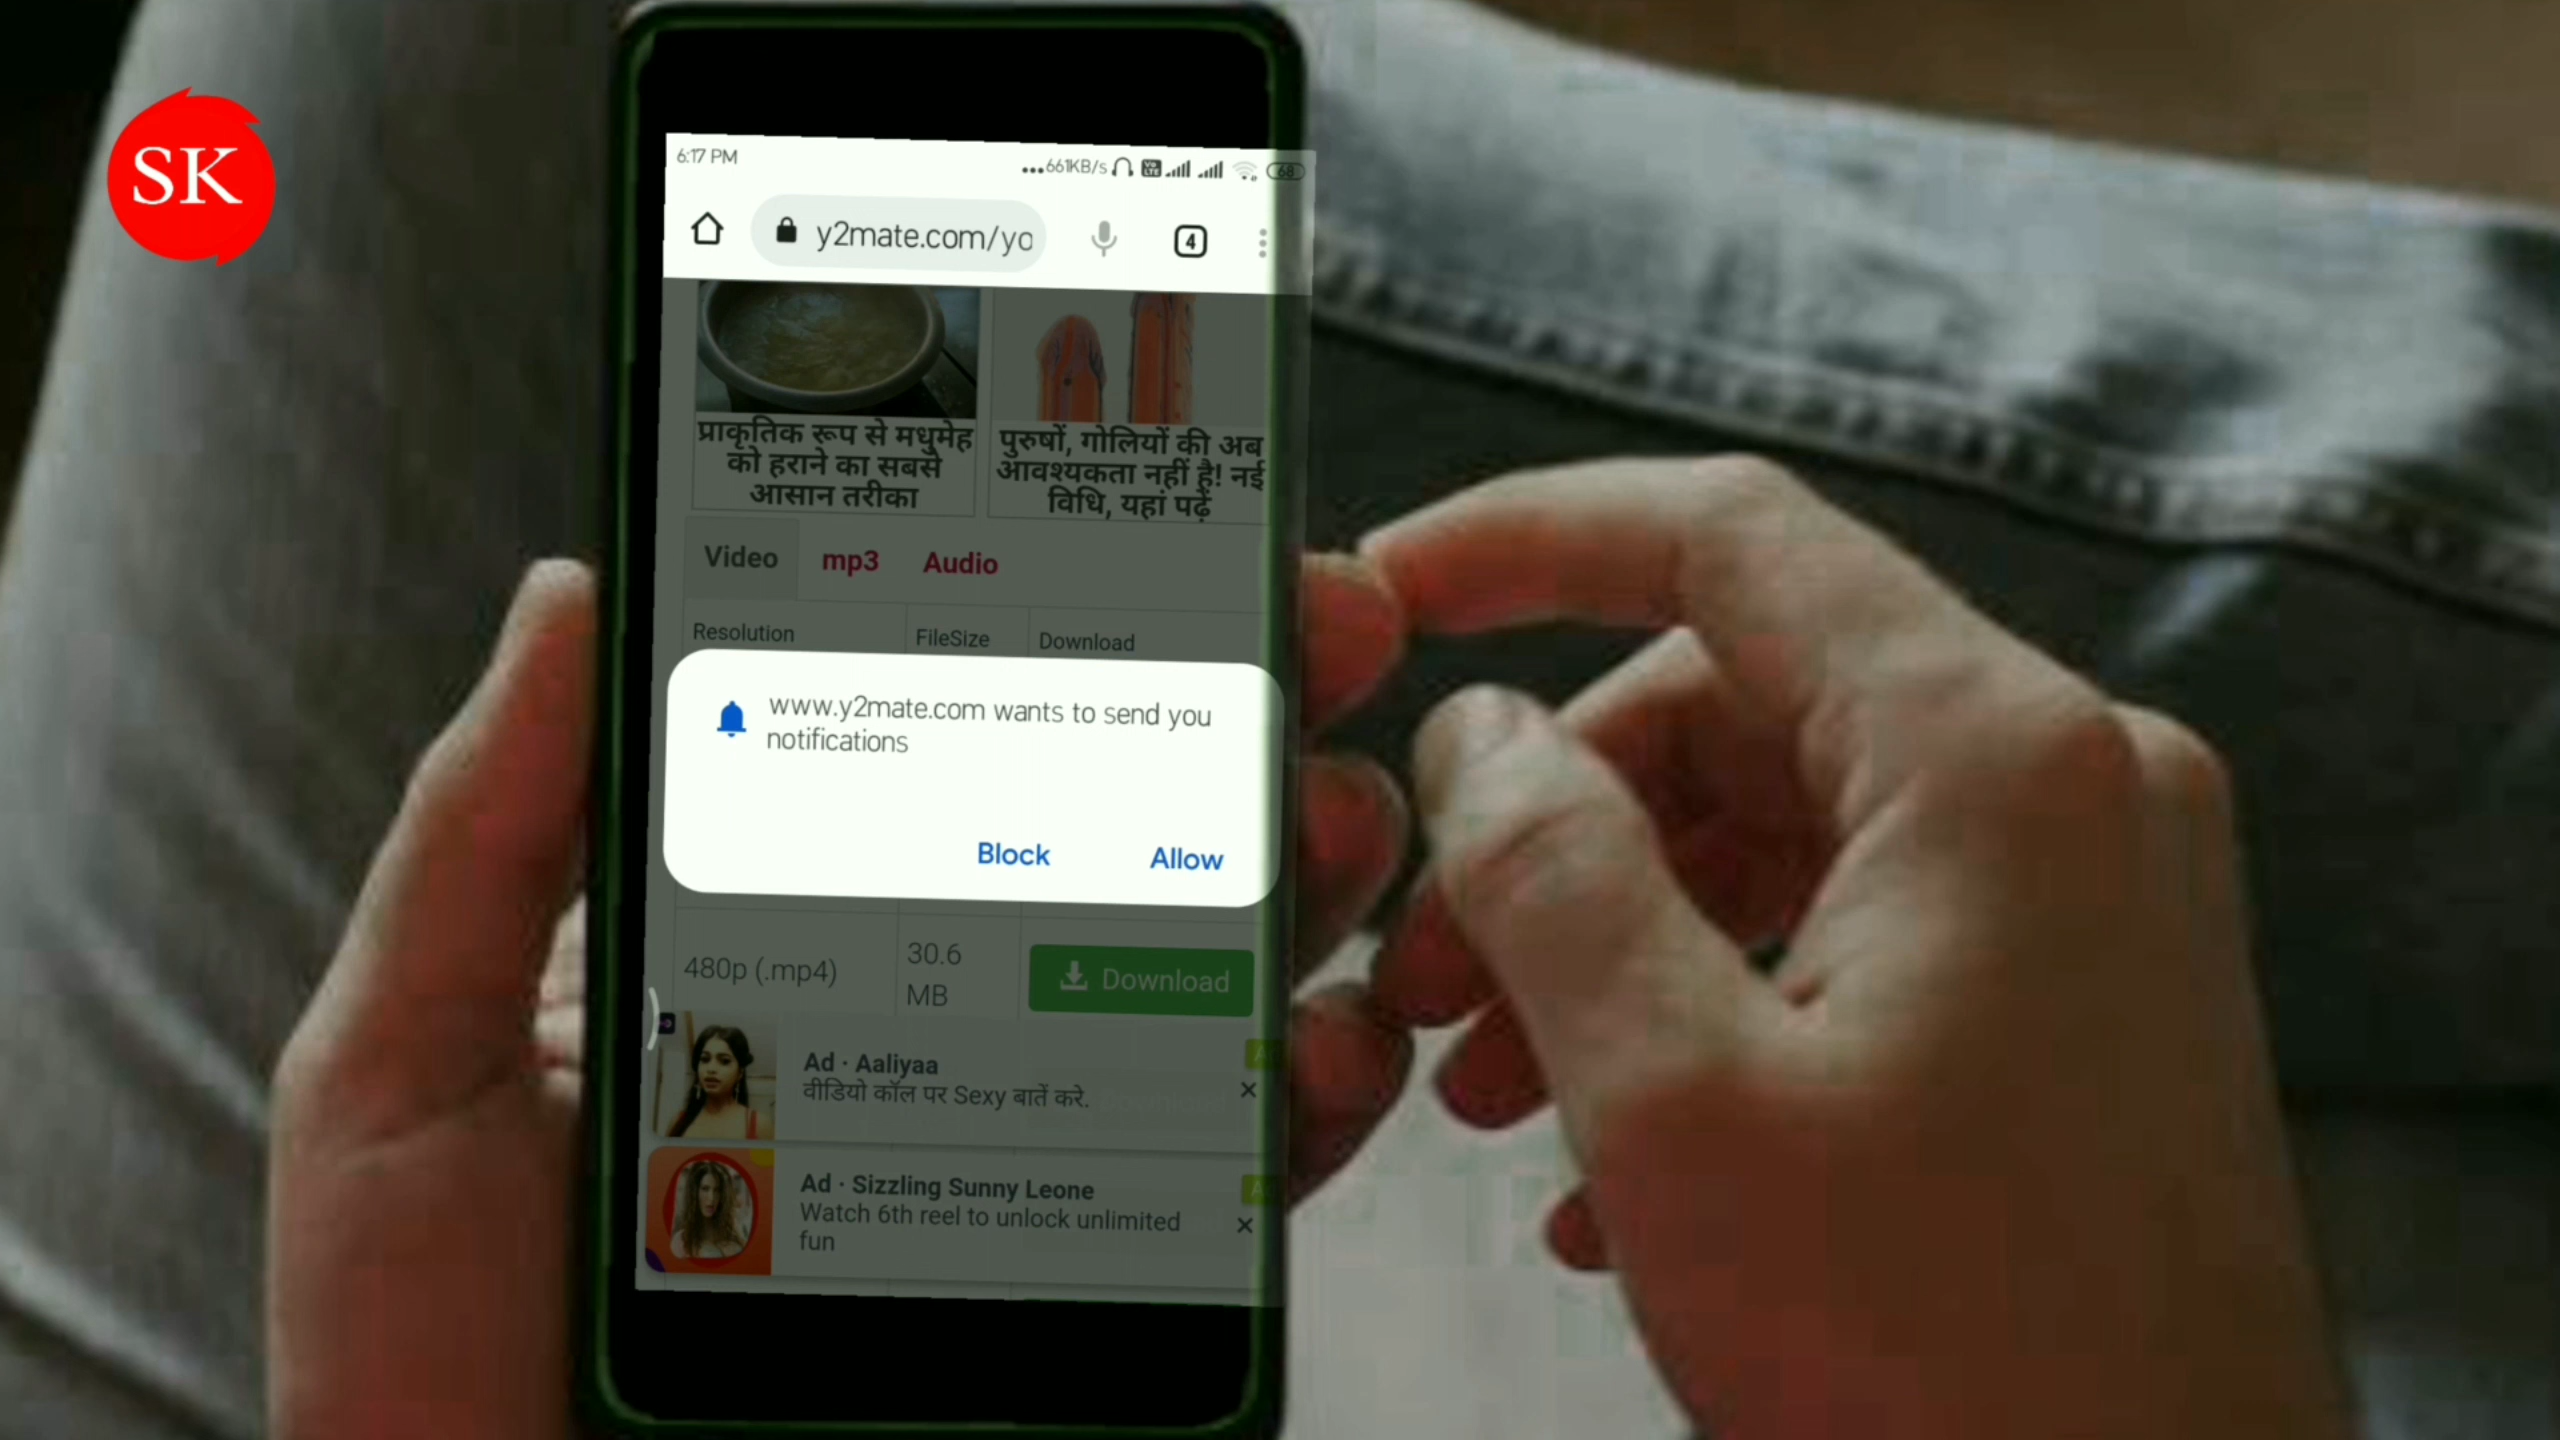 SK
6:17 PM
661KB/s
Vo
LTE
68
y2mate.com/yo
4
प्राकृतिक रूप से मधुमेह
को हराने का सबसे
आसान तरीका
पुरुषों, गोलियों की अब
आवश्यकता नहीं है! नई
विधि, यहां पढ़ें
Video mp3 Audio
Resolution FileSize Download
www.y2mate.com wants to send you
notifications
Block Allow
480p (.mp4)
30.6
MB
Download
Ad · Aaliyaa
वीडियो कॉल पर Sexy बातें करे.
Ad · Sizzling Sunny Leone
Watch 6th reel to unlock unlimited
fun